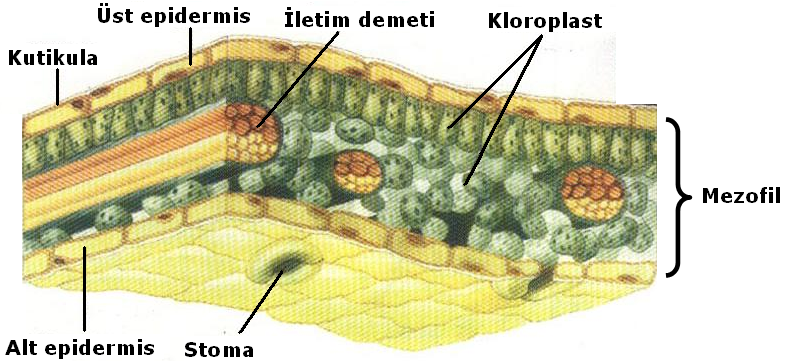 Üst epidermis
İletim demeti
Kloroplast
Kutikula
Mezofil
Alt epidermis
Stoma